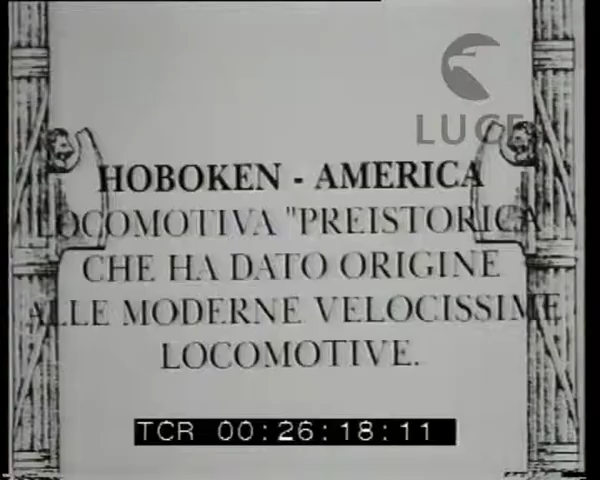 LUCE
HOBOKEN - AMERICA
LOCOMOTIVA "PREISTORICA"
CHE HA DATO ORIGINE
ALLE MODERNE VELOCISSIME
LOCOMOTIVE.
TCR 00:26:18:11